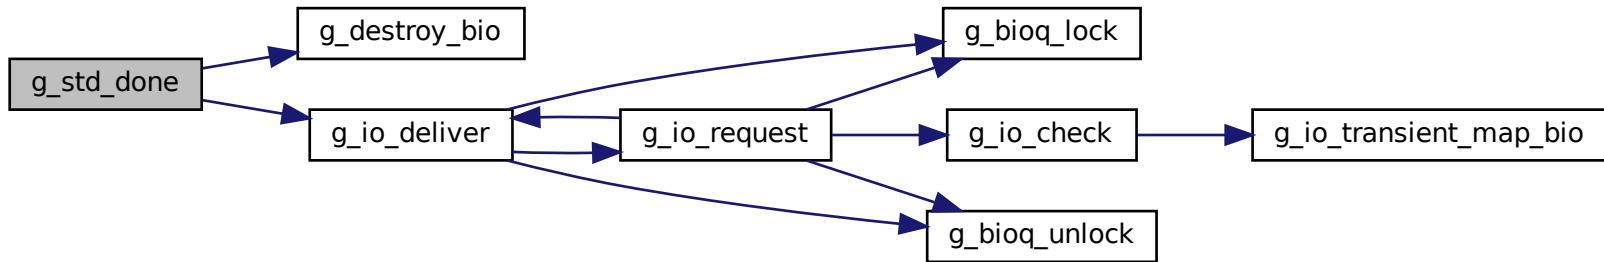 g_std_done
g_destroy_bio
g_io_deliver
g_io_request
g_bioq_lock
g_io_check
g_bioq_unlock
g_io_transient_map_bio